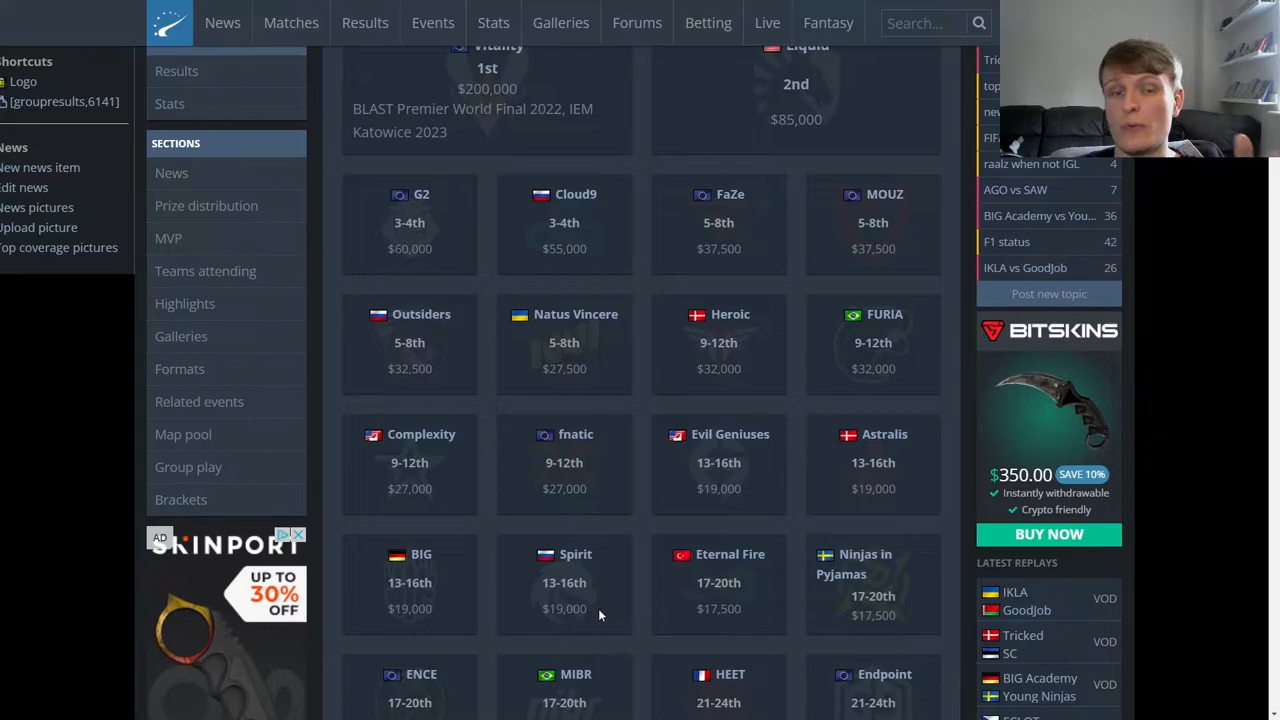 News
Matches
Results
Events
Stats
Galleries
Forums
Betting
Live
Fantasy
Search...
Shortcuts
Logo
[groupresults,6141]
News
New news item
Edit news
News pictures
Upload picture
Top coverage pictures
Results
Stats
SECTIONS
News
Prize distribution
MVP
Teams attending
Highlights
Galleries
Formats
Related events
Map pool
Group play
Brackets
AD
SKINPORT
UP TO
30%
OFF
Vitality
1st
$200,000
BLAST Premier World Final 2022, IEM
Katowice 2023
Liquid
2nd
$85,000
G2
3-4th
$60,000
Cloud9
3-4th
$55,000
FaZe
5-8th
$37,500
MOUZ
5-8th
$37,500
Outsiders
5-8th
$32,500
Natus Vincere
5-8th
$27,500
Heroic
9-12th
$32,000
FURIA
9-12th
$32,000
Complexity
9-12th
$27,000
fnatic
9-12th
$27,000
Evil Geniuses
13-16th
$19,000
Astralis
13-16th
$19,000
BIG
13-16th
$19,000
Spirit
13-16th
$19,000
Eternal Fire
17-20th
$17,500
Ninjas in
Pyjamas
17-20th
$17,500
ENCE
17-20th
MIBR
17-20th
HEET
21-24th
Endpoint
21-24th
Tric
top
new
FIF
raalz when not IGL 4
AGO vs SAW 7
BIG Academy vs You... 36
F1 status 42
IKLA vs GoodJob 26
Post new topic
BITSKINS
$350.00 SAVE 10%
Instantly withdrawable
Crypto friendly
BUY NOW
LATEST REPLAYS
IKLA
GoodJob
VOD
Tricked
SC
VOD
BIG Academy
Young Ninjas
VOD